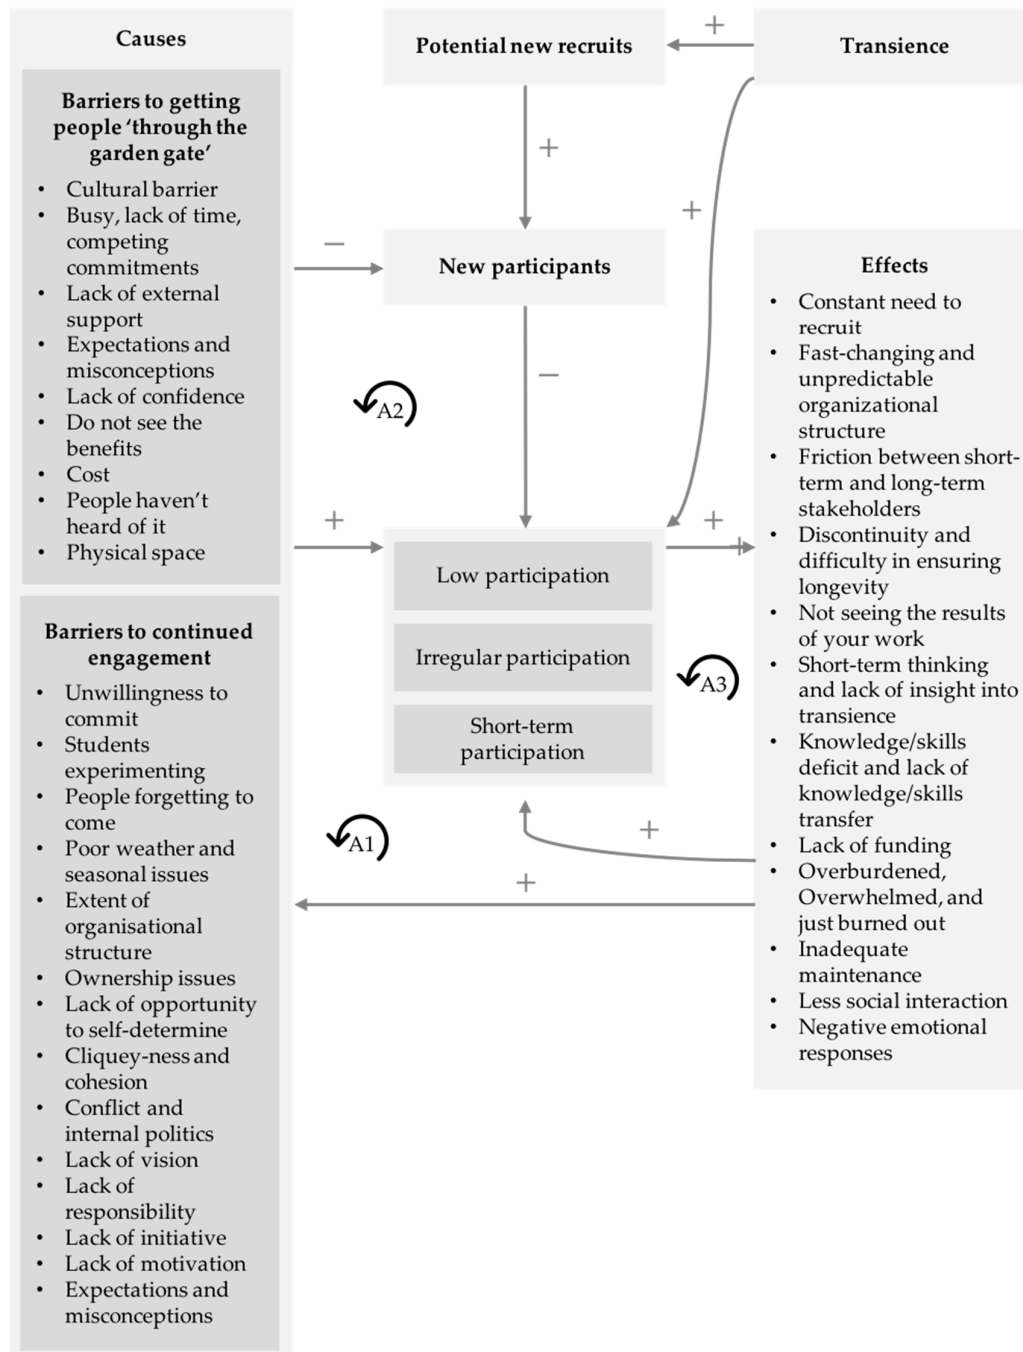 Causes
Barriers to getting
people ‘through the
garden gate’
• Cultural barrier
• Busy, lack of time,
competing
commitments
• Lack of external
support
• Expectations and
misconceptions
• Lack of confidence
• Do not see the
benefits
• Cost
• People haven’t
heard of it
• Physical space
Barriers to continued
engagement
• Unwillingness to
commit
• Students
experimenting
• People forgetting to
come
• Poor weather and
seasonal issues
• Extent of
organisational
structure
• Ownership issues
• Lack of opportunity
to self-determine
• Cliquey-ness and
cohesion
• Conflict and
internal politics
• Lack of vision
• Lack of
responsibility
• Lack of initiative
• Lack of motivation
• Expectations and
misconceptions
Potential new recruits
+
Transience
+
+
–
New participants
–
A2
+
Low participation
Irregular participation
Short-term
participation
+
+
A3
A1
+
+
Effects
• Constant need to
recruit
• Fast-changing and
unpredictable
organizational
structure
• Friction between short-
term and long-term
stakeholders
• Discontinuity and
difficulty in ensuring
longevity
• Not seeing the results
of your work
• Short-term thinking
and lack of insight into
transience
• Knowledge/skills
deficit and lack of
knowledge/skills
transfer
• Lack of funding
• Overburdened,
Overwhelmed, and
just burned out
• Inadequate
maintenance
• Less social interaction
• Negative emotional
responses